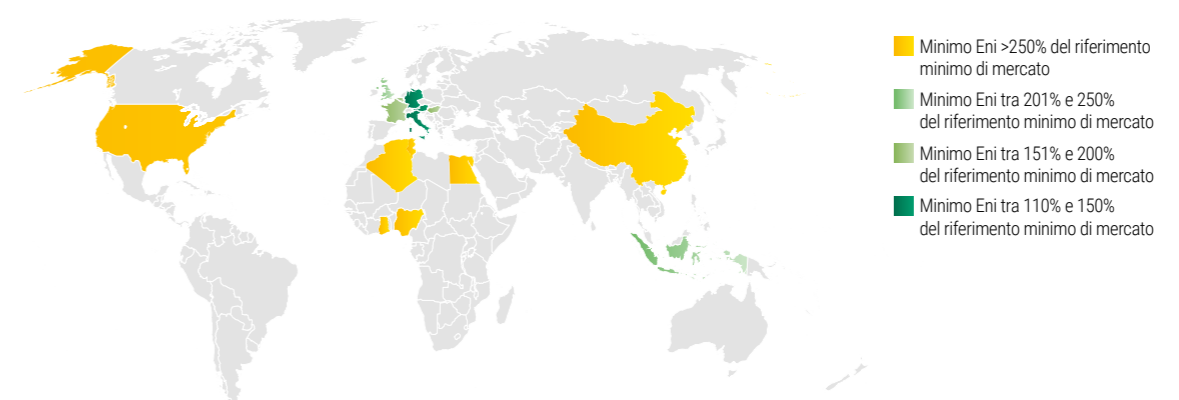 Minimo Eni >250% del riferimento
minimo di mercato
Minimo Eni tra 201% e 250%
del riferimento minimo di mercato
Minimo Eni tra 151% e 200%
del riferimento minimo di mercato
Minimo Eni tra 110% e 150%
del riferimento minimo di mercato